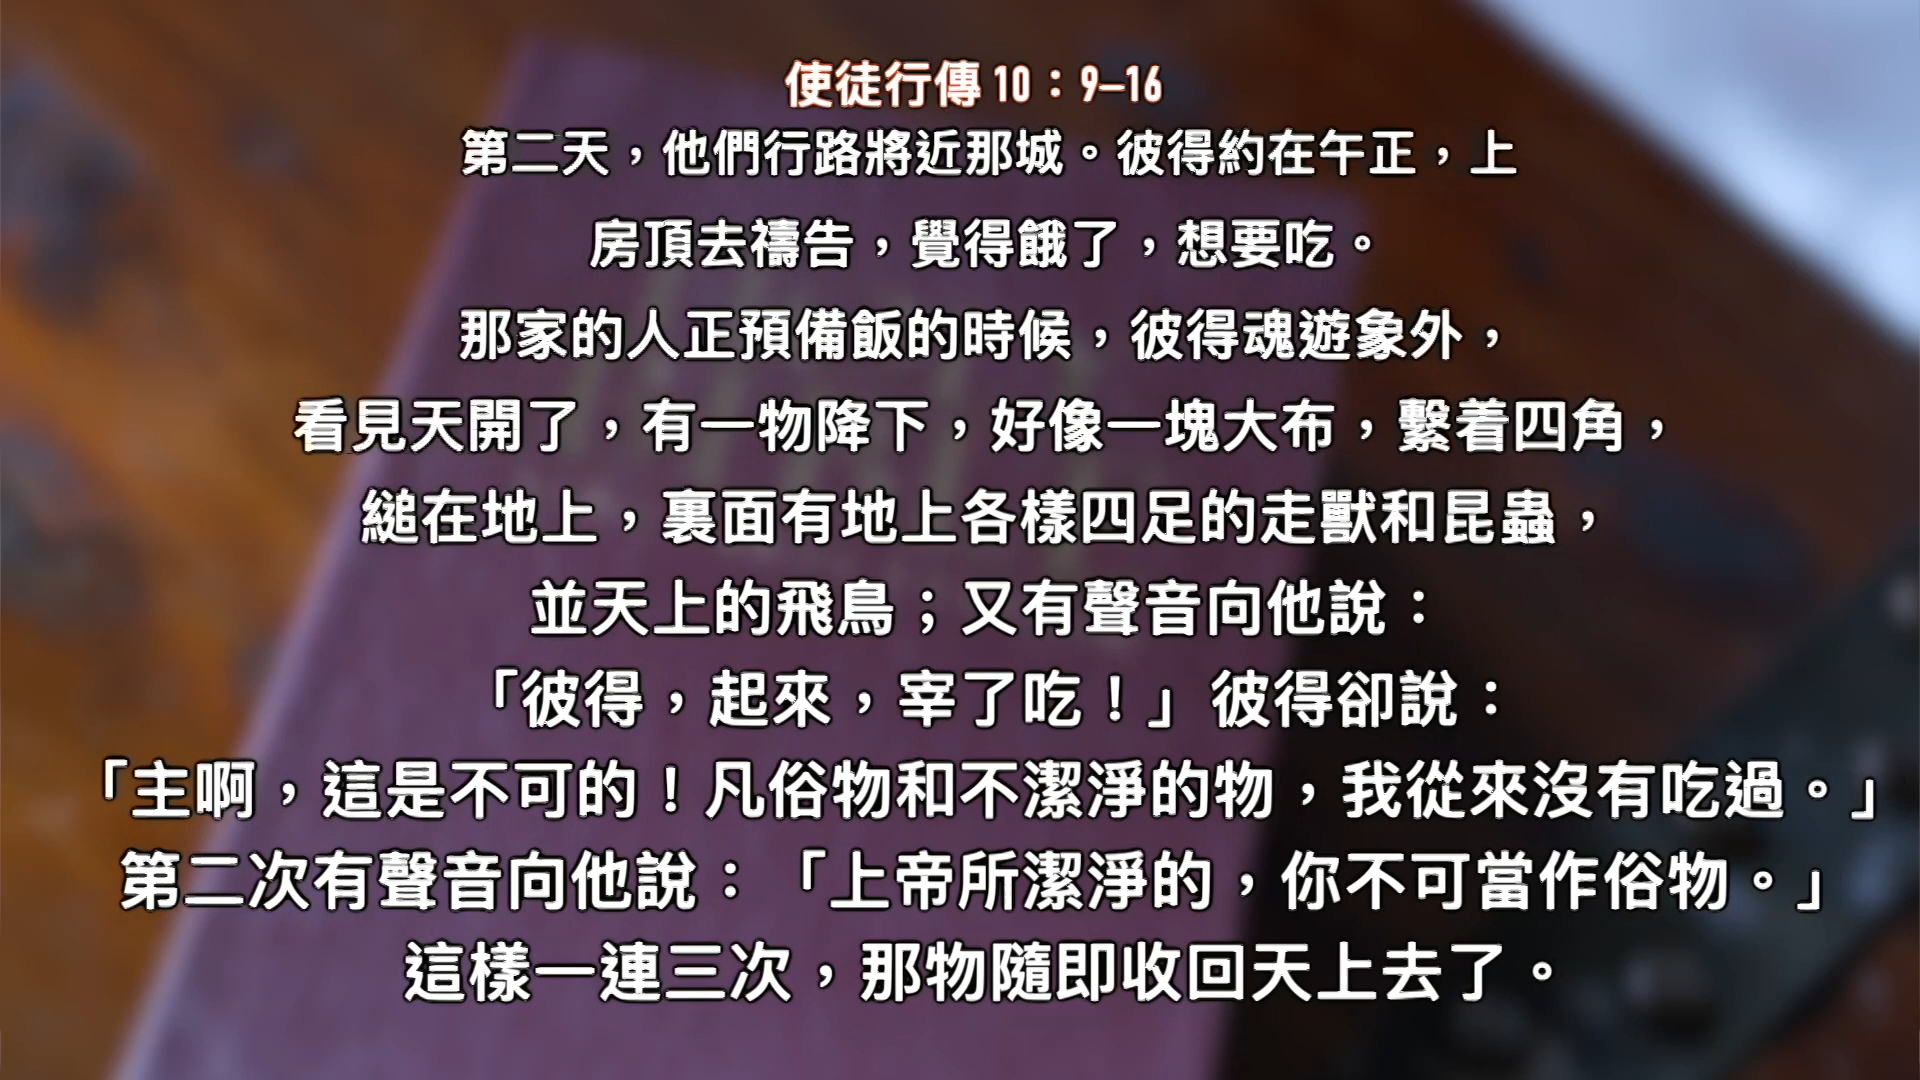 使徒行傳 10：9–16
第二天，他們行路將近那城。彼得約在午正，上
房頂去禱告，覺得餓了，想要吃。
那家的人正預備飯的時候，彼得魂遊象外，
看見天開了，有一物降下，好像一塊大布，繫着四角，
縋在地上，裏面有地上各樣四足的走獸和昆蟲，
並天上的飛鳥；又有聲音向他說：
「彼得，起來，宰了吃！」彼得卻說：
「主啊，這是不可的！凡俗物和不潔淨的物，我從來沒有吃過。」
第二次有聲音向他說：「上帝所潔淨的，你不可當作俗物。」
這樣一連三次，那物隨即收回天上去了。